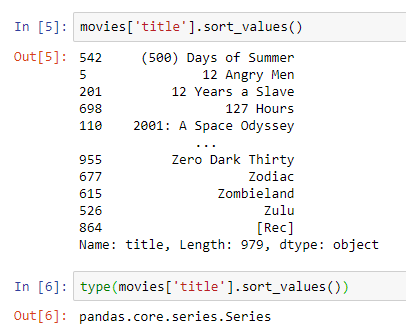 In [5]: movies['title'].sort_values()
Out[5]: 542 (500) Days of Summer
5 12 Angry Men
201 12 Years a Slave
698 127 Hours
110 2001: A Space Odyssey
...
955 Zero Dark Thirty
677 Zodiac
615 Zombieland
526 Zulu
864 [Rec]
Name: title, Length: 979, dtype: object
In [6]: type(movies['title'].sort_values())
Out[6]: pandas.core.series.Series